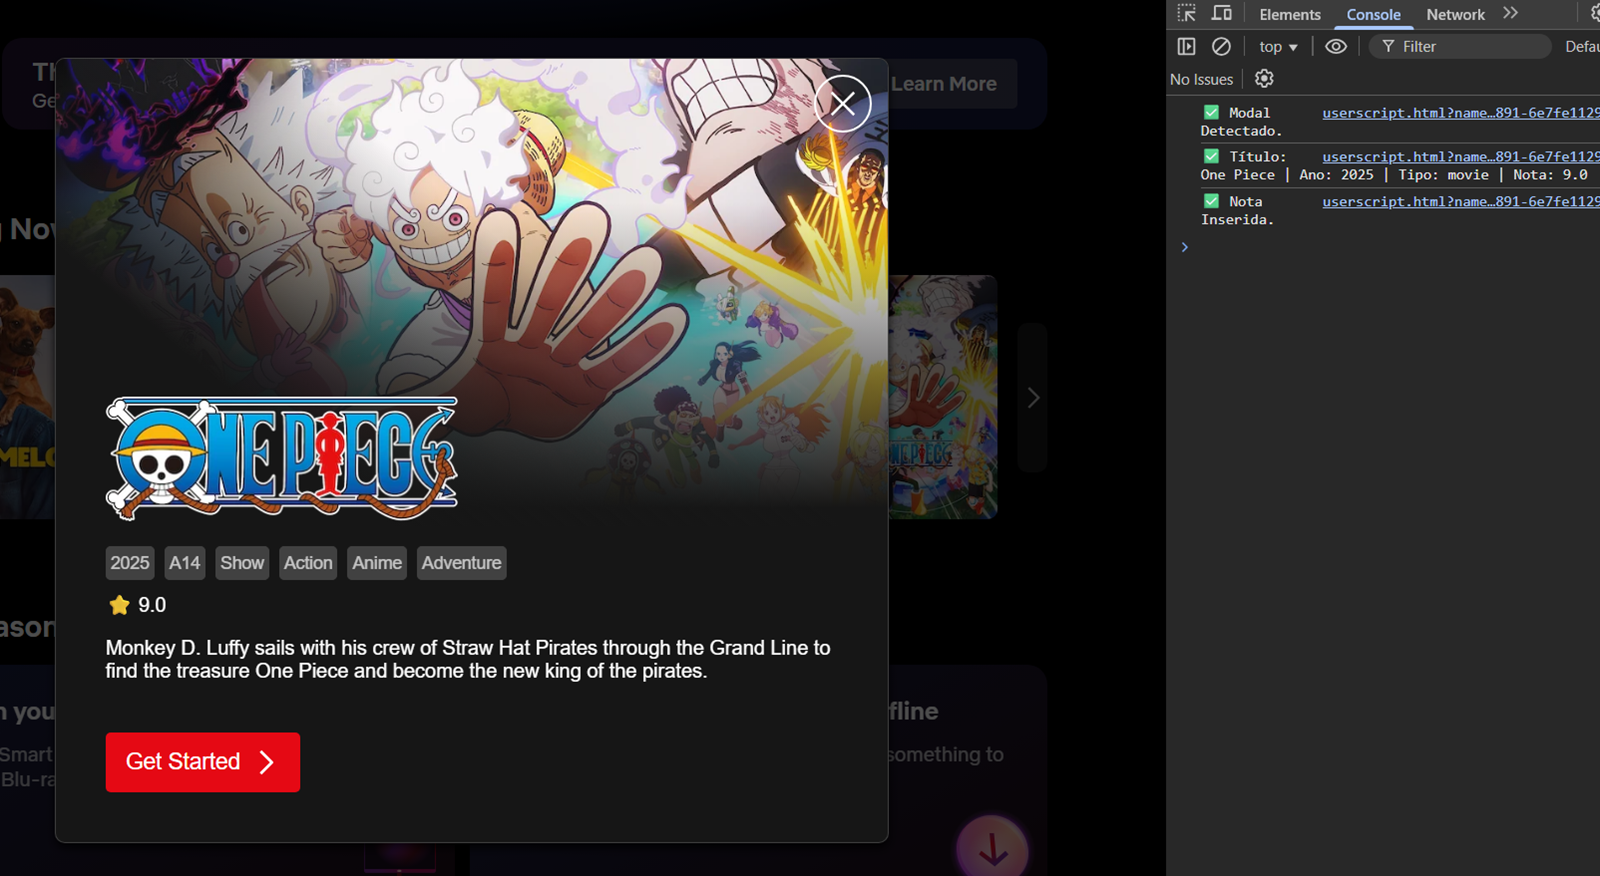 Th
Ge
Learn More
g Nov
MELO
ONE PIECE
ONE PIECE
2025 A14 Show Action Anime Adventure
9.0
Monkey D. Luffy sails with his crew of Straw Hat Pirates through the Grand Line to
find the treasure One Piece and become the new king of the pirates.
Get Started
ason
n you
Smart
Blu-ra
fline
something to
Elements Console Network
top Filter Defau
No Issues
Modal userscript.html?name…891-6e7fe1129
Detectado.
Título: userscript.html?name…891-6e7fe1129
One Piece | Ano: 2025 | Tipo: movie | Nota: 9.0
Nota userscript.html?name…891-6e7fe1129
Inserida.